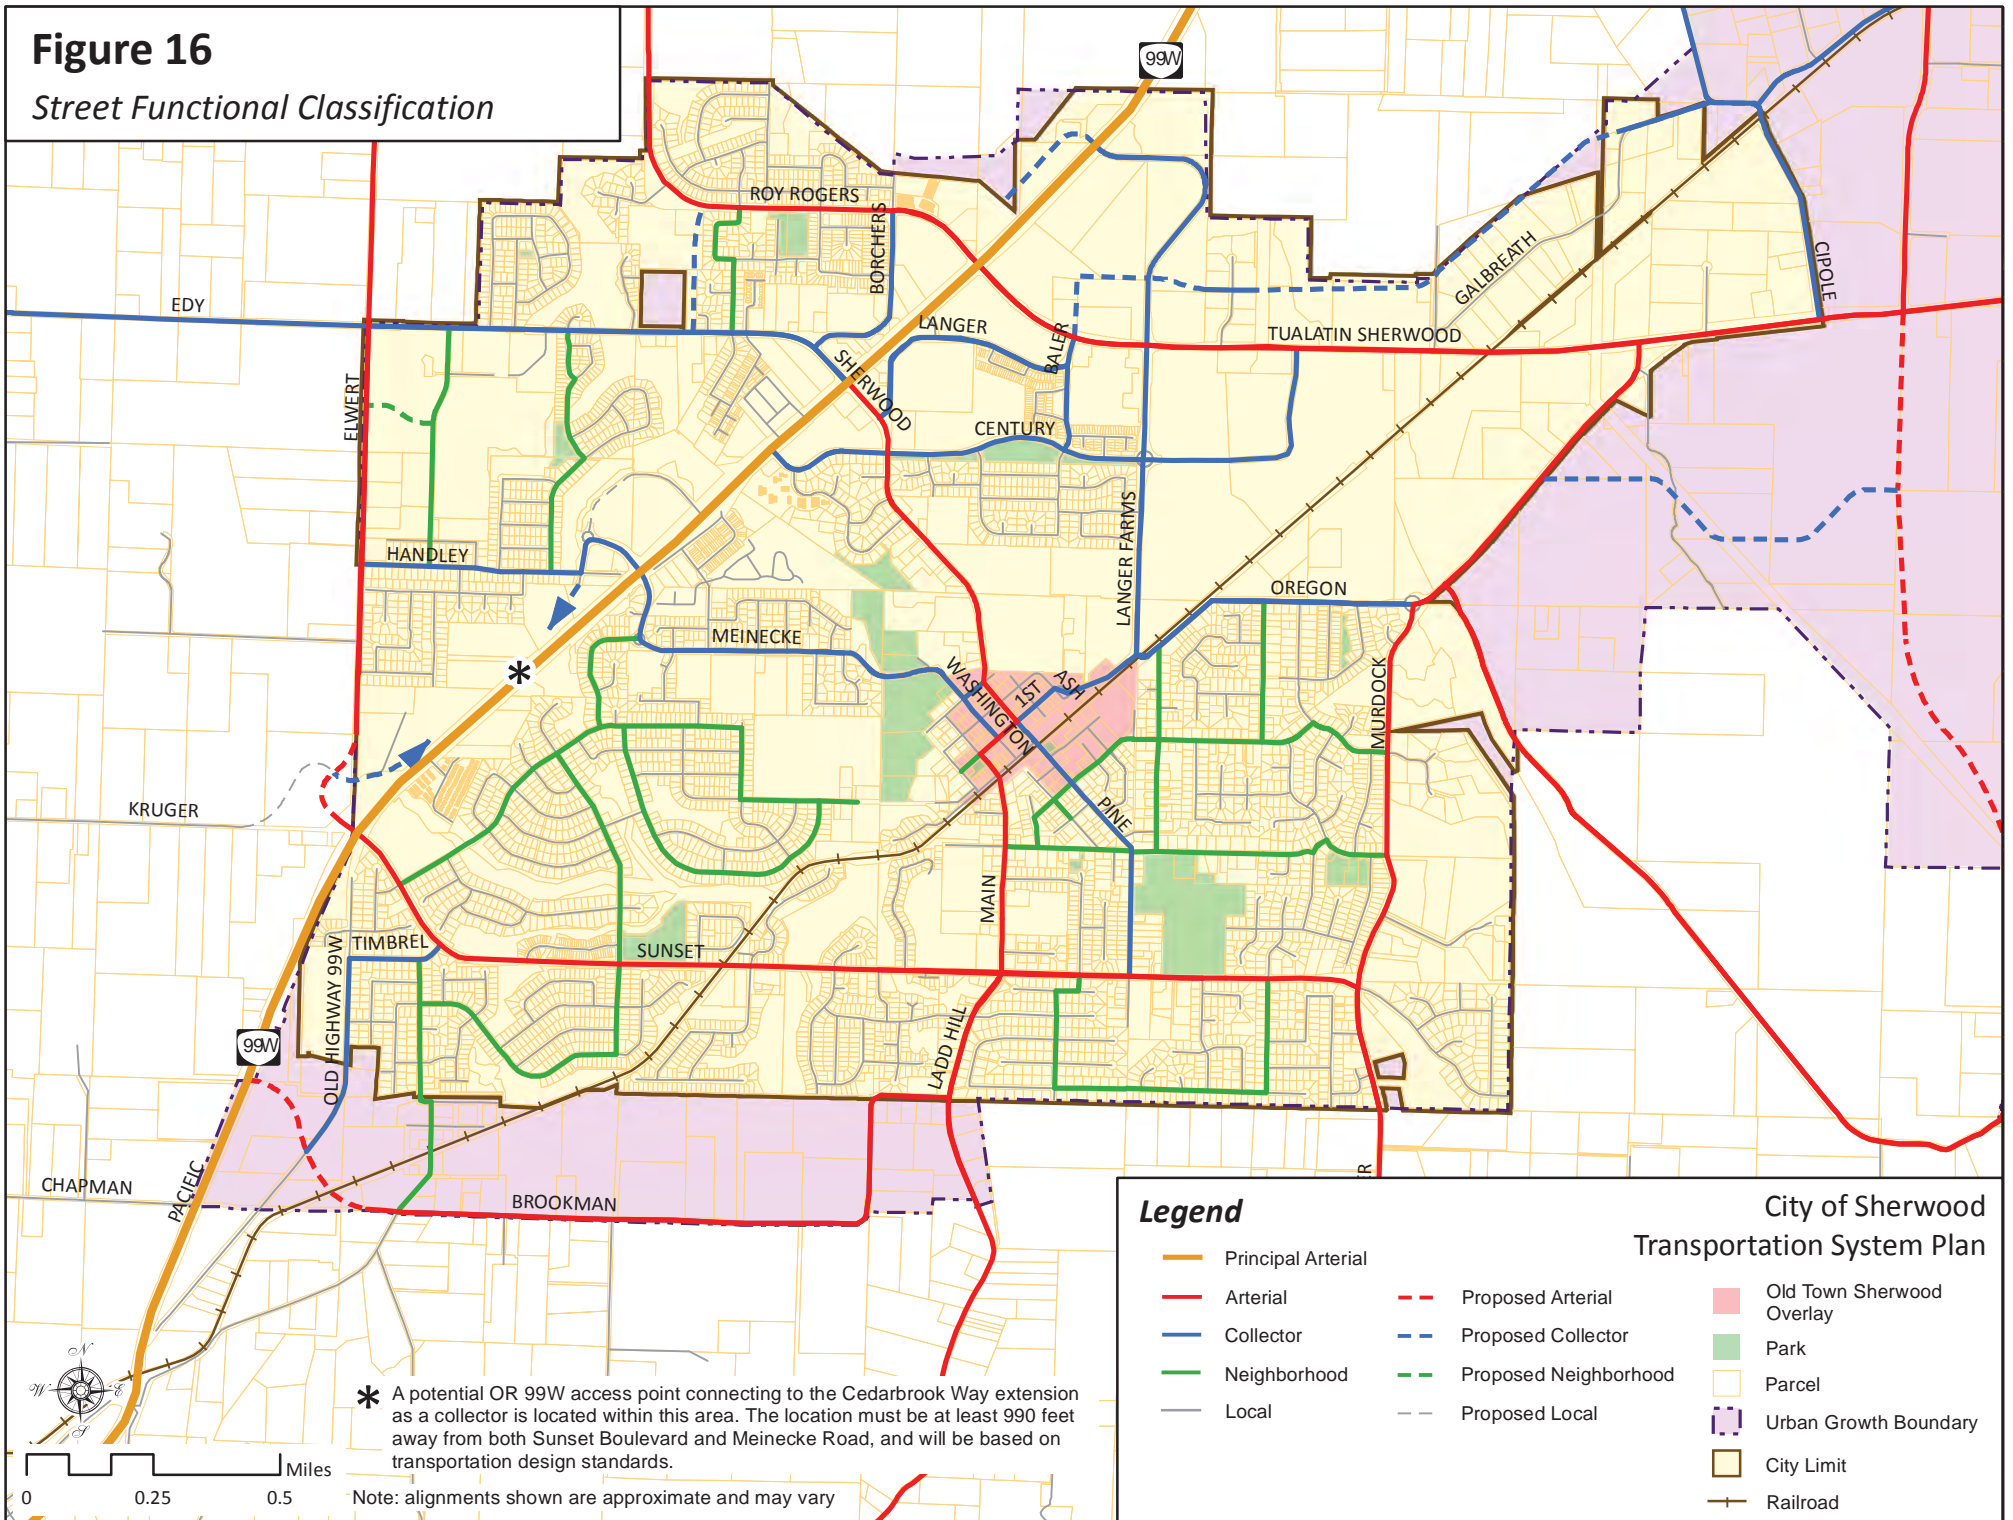 Figure 16
Street Functional Classification
99W
ROY ROGERS
BORCHERS
EDY
LANGER
SHERWOOD
BALER
TUALATIN SHERWOOD
GALBREATH
CIPOLE
ELWERT
CENTURY
HANDLEY
LANGER FARMS
OREGON
MEINECKE
WASHINGTON
1ST
ASH
MURDOCK
KRUGER
PINE
MAIN
TIMBREL
SUNSET
OLD HIGHWAY 99W
99W
LADD HILL
CHAPMAN
PACIFIC
BROOKMAN
ER
Legend
City of Sherwood
Transportation System Plan
Principal Arterial
Arterial
Collector
Neighborhood
Local
Proposed Arterial
Proposed Collector
Proposed Neighborhood
Proposed Local
Old Town Sherwood
Overlay
Park
Parcel
Urban Growth Boundary
City Limit
Railroad
N
W
E
S
* A potential OR 99W access point connecting to the Cedarbrook Way extension
as a collector is located within this area. The location must be at least 990 feet
away from both Sunset Boulevard and Meinecke Road, and will be based on
transportation design standards.
Miles
0 0.25 0.5
Note: alignments shown are approximate and may vary